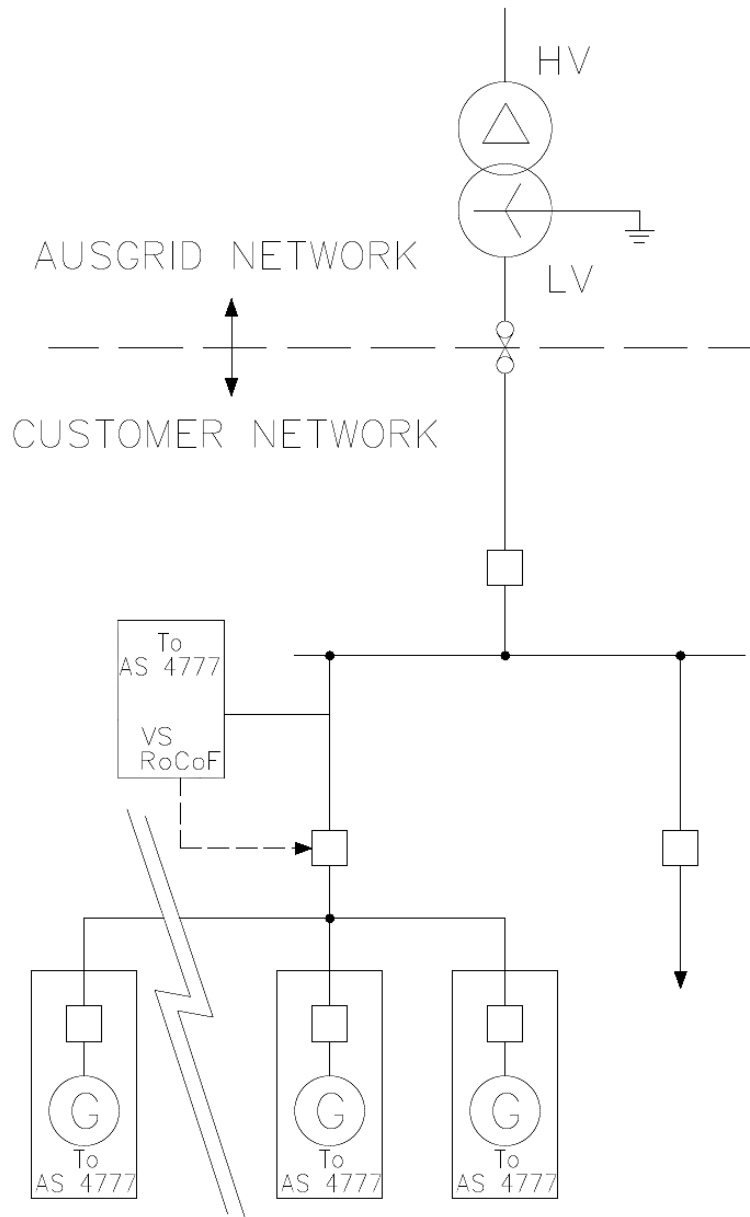 HV
AUSGRID NETWORK
LV
CUSTOMER NETWORK
To
AS 4777
VS
RoCoF
G
To
AS 4777
G
To
AS 4777
G
To
AS 4777